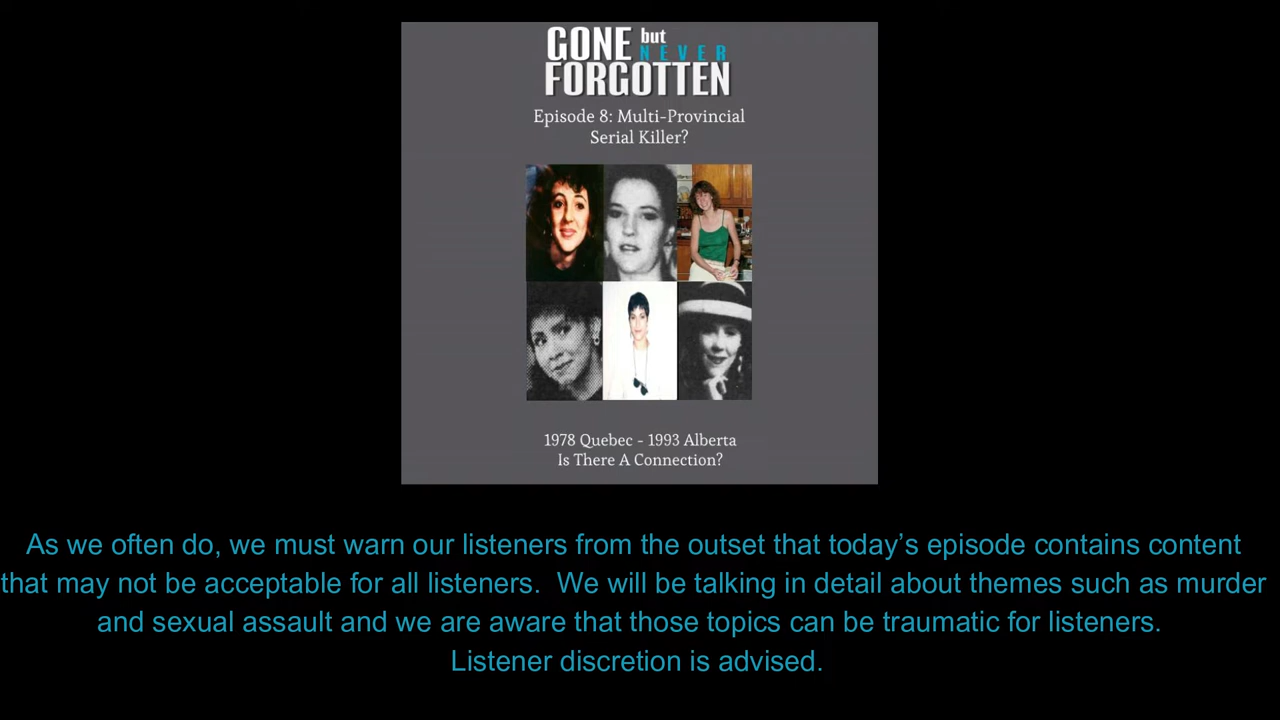 GONE but
NEVER
FORGOTTEN
Episode 8: Multi-Provincial
Serial Killer?
1978 Quebec - 1993 Alberta
Is There A Connection?
As we often do, we must warn our listeners from the outset that today’s episode contains content
that may not be acceptable for all listeners.  We will be talking in detail about themes such as murder
and sexual assault and we are aware that those topics can be traumatic for listeners.
Listener discretion is advised.